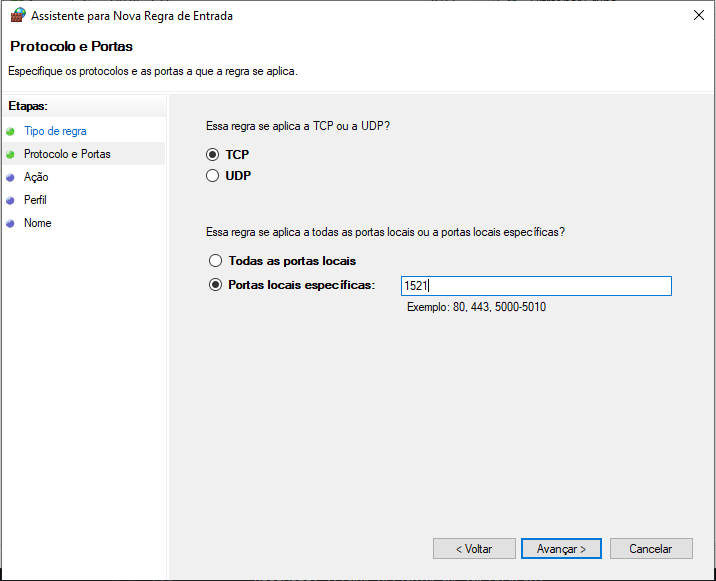 Assistente para Nova Regra de Entrada
Protocolo e Portas
Especifique os protocolos e as portas a que a regra se aplica.
Etapas:
Tipo de regra
Protocolo e Portas
Ação
Perfil
Nome
Essa regra se aplica a TCP ou a UDP?
TCP
UDP
Essa regra se aplica a todas as portas locais ou a portas locais específicas?
Todas as portas locais
Portas locais específicas:
1521
Exemplo: 80, 443, 5000-5010
< Voltar
Avançar >
Cancelar